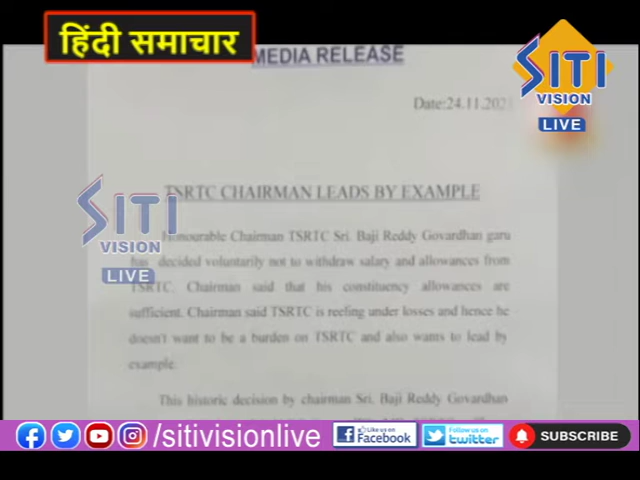 हिंदी समाचार
MEDIA RELEASE
SITI
VISION
LIVE
Date:24.11.202
TSRTC CHAIRMAN LEADS BY EXAMPLE
SITI
VISION
LIVE
Honourable Chairman TSRTC Sri. Baji Reddy Govardhan garu
has decided voluntarily not to withdraw salary and allowances from
TSRTC. Chairman said that his constituency allowances are
sufficient. Chairman said TSRTC is reeling under losses and hence he
doesn't want to be a burden on TSRTC and also wants to lead by
example.
This historic decision by chairman Sri. Baji Reddy Govardhan
/sitivisionlive
Like us on
Facebook
Follow us on
twitter
SUBSCRIBE